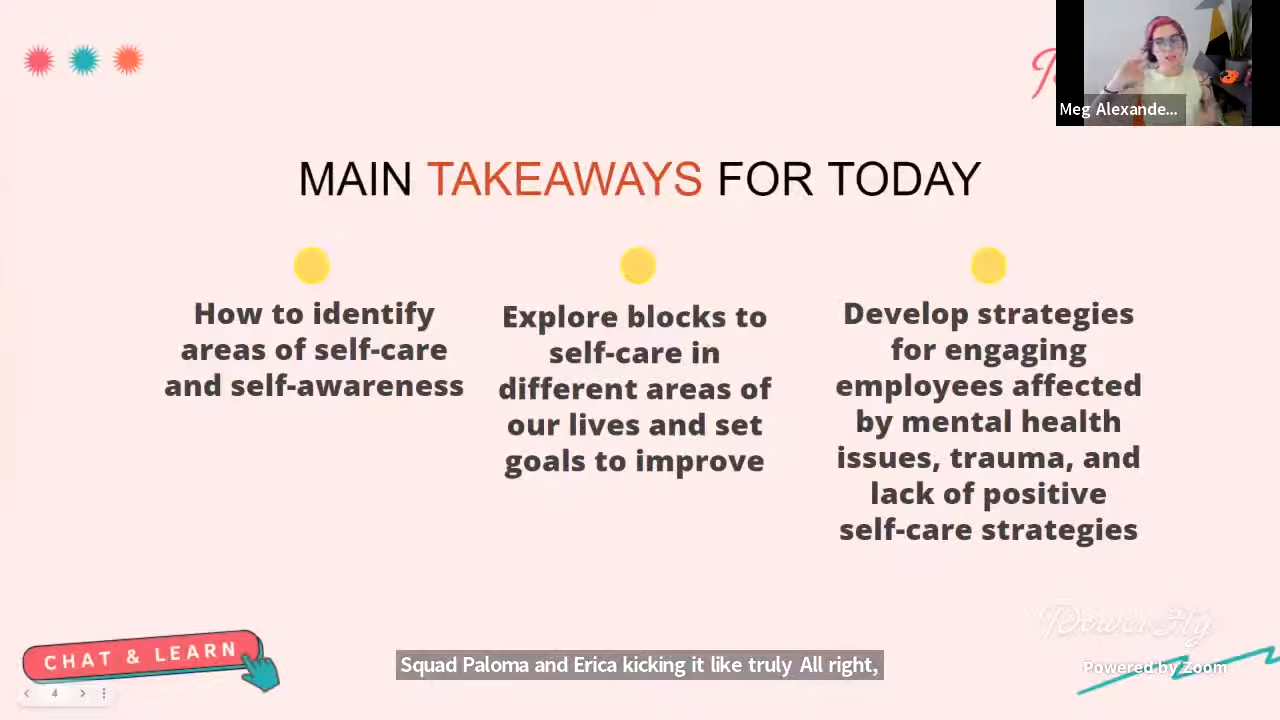 Meg Alexande...
MAIN TAKEAWAYS FOR TODAY
How to identify
areas of self-care
and self-awareness
Explore blocks to
self-care in
different areas of
our lives and set
goals to improve
Develop strategies
for engaging
employees affected
by mental health
issues, trauma, and
lack of positive
self-care strategies
CHAT & LEARN
PowerToFly
Squad Paloma and Erica kicking it like truly All right,
Powered by Zoom
4